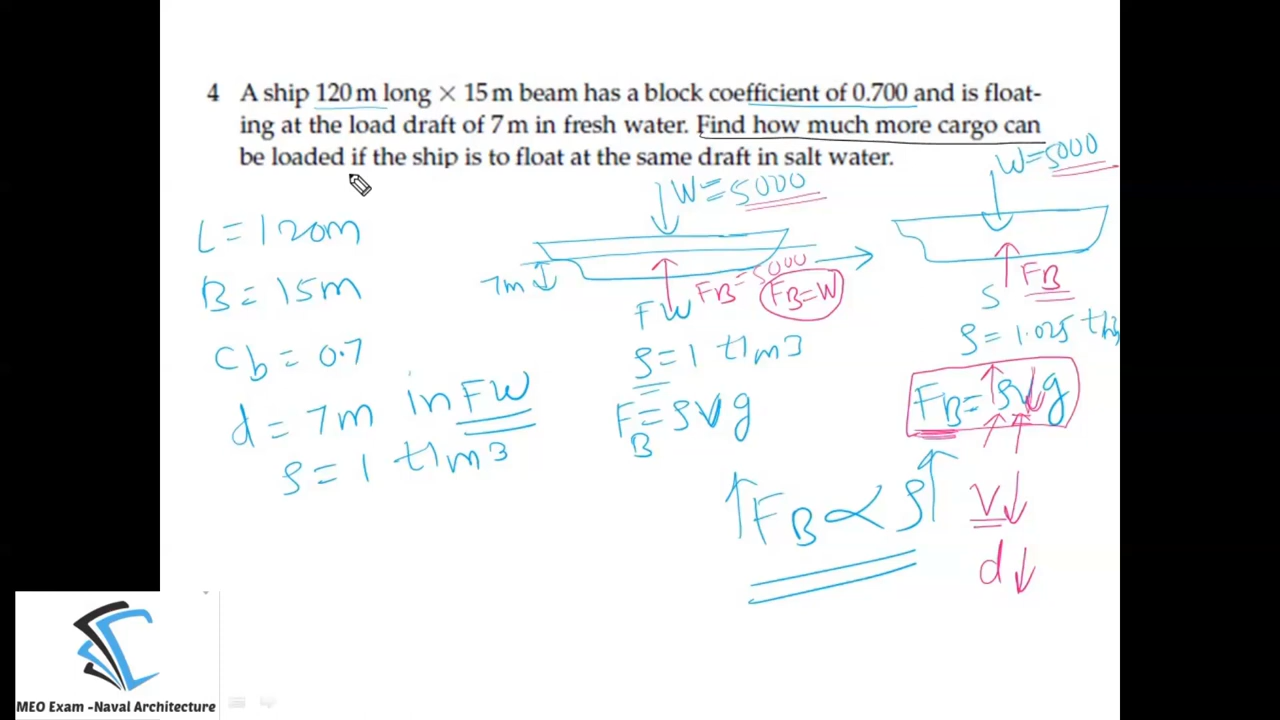 4 A ship 120 m long × 15 m beam has a block coefficient of 0.700 and is float-
ing at the load draft of 7 m in fresh water. Find how much more cargo can
be loaded if the ship is to float at the same draft in salt water.
W=5000
W=5000
L=120m
B=15m
7m
FB=5000
FB=W
FB
FW
S
Cb=0.7
ρ=1 t/m3
ρ=1.025 t/m
d=7m in FW
FB=ρVg
FB=ρVg
ρ=1 t/m3
↑FB∝ρ↑
V↓
d↓
MEO Exam -Naval Architecture